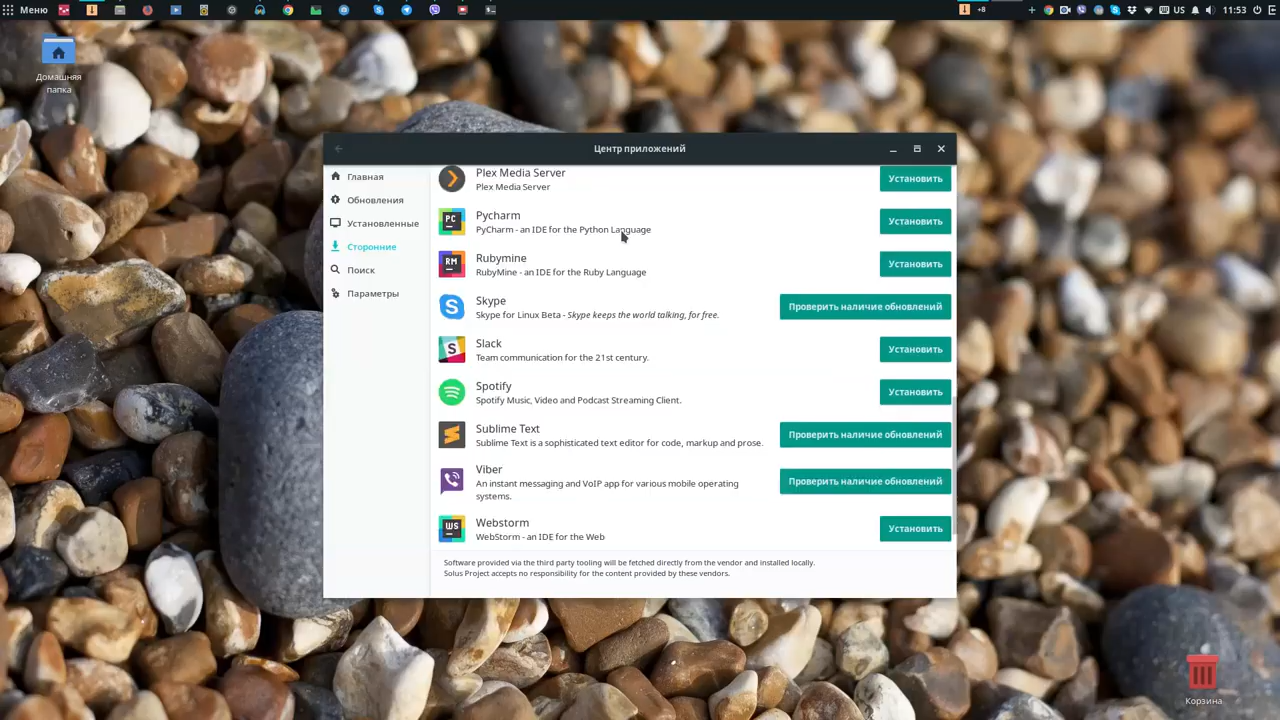 Меню
+8
US
11:53
Домашняя
папка
Центр приложений
Главная
Обновления
Установленные
Сторонние
Поиск
Параметры
Plex Media Server
Plex Media Server
Установить
PC
Pycharm
PyCharm - an IDE for the Python Language
Установить
RM
Rubymine
RubyMine - an IDE for the Ruby Language
Установить
S
Skype
Skype for Linux Beta - Skype keeps the world talking, for free.
Проверить наличие обновлений
S
Slack
Team communication for the 21st century.
Установить
Spotify
Spotify Music, Video and Podcast Streaming Client.
Установить
Sublime Text
Sublime Text is a sophisticated text editor for code, markup and prose.
Проверить наличие обновлений
Viber
An instant messaging and VoIP app for various mobile operating
systems.
Проверить наличие обновлений
WS
Webstorm
WebStorm - an IDE for the Web
Установить
Software provided via the third party tooling will be fetched directly from the vendor and installed locally.
Solus Project accepts no responsibility for the content provided by these vendors.
Корзина